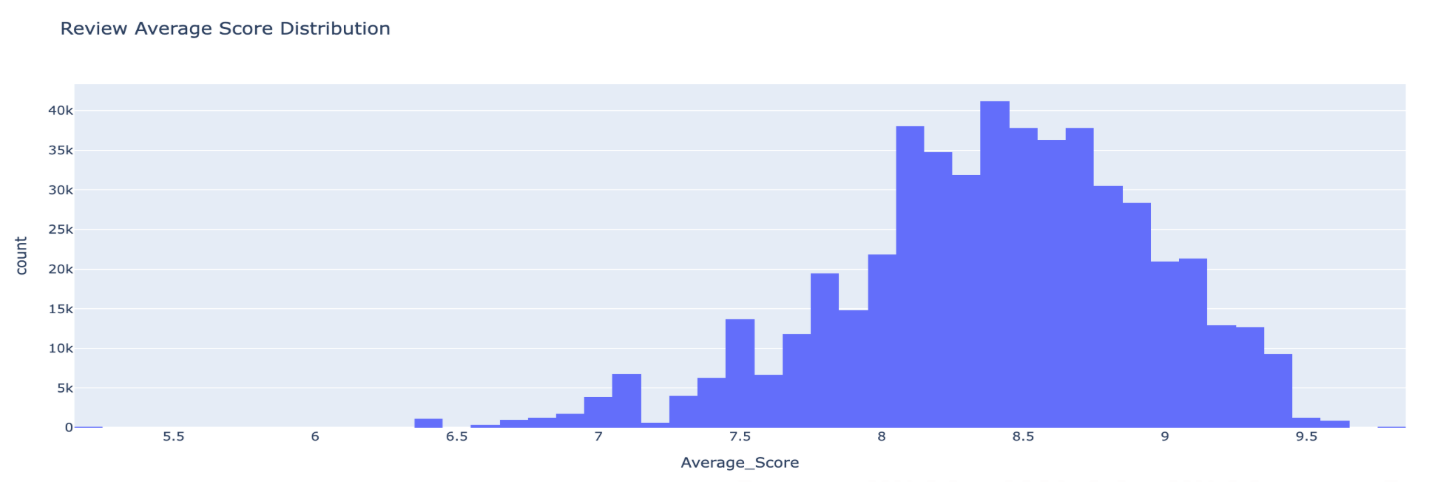 Review Average Score Distribution
40k
35k
30k
25k
20k
15k
10k
5k
0
count
5.5 6 6.5 7 7.5 8 8.5 9 9.5
Average_Score